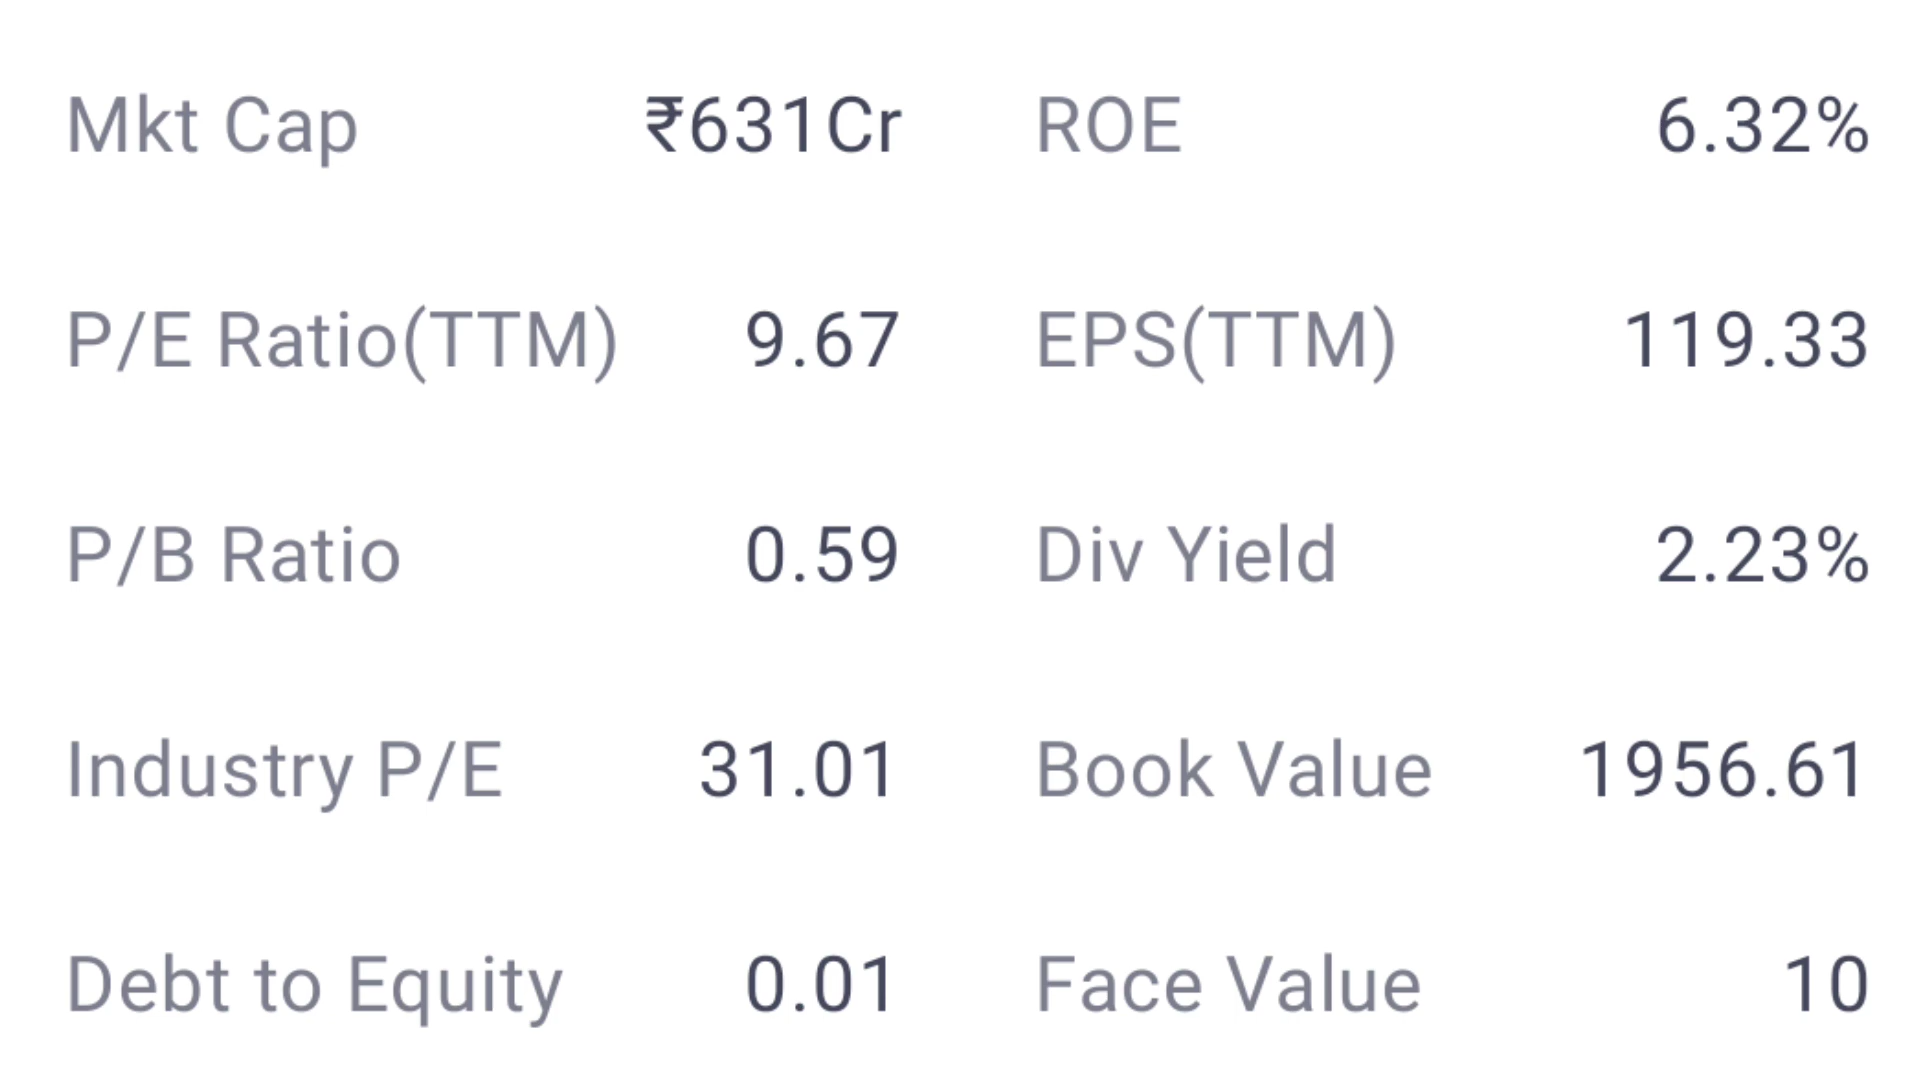 Mkt Cap ₹631Cr ROE 6.32%
P/E Ratio(TTM) 9.67 EPS(TTM) 119.33
P/B Ratio 0.59 Div Yield 2.23%
Industry P/E 31.01 Book Value 1956.61
Debt to Equity 0.01 Face Value 10